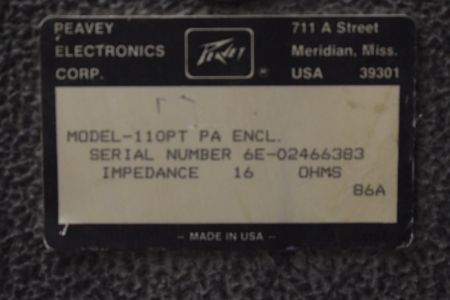 PEAVEY
ELECTRONICS
CORP.
Peavey
®
711 A Street
Meridian, Miss.
USA 39301
MODEL-110PT PA ENCL.
SERIAL NUMBER 6E-02466383
IMPEDANCE 16 OHMS
86A
– MADE IN USA –